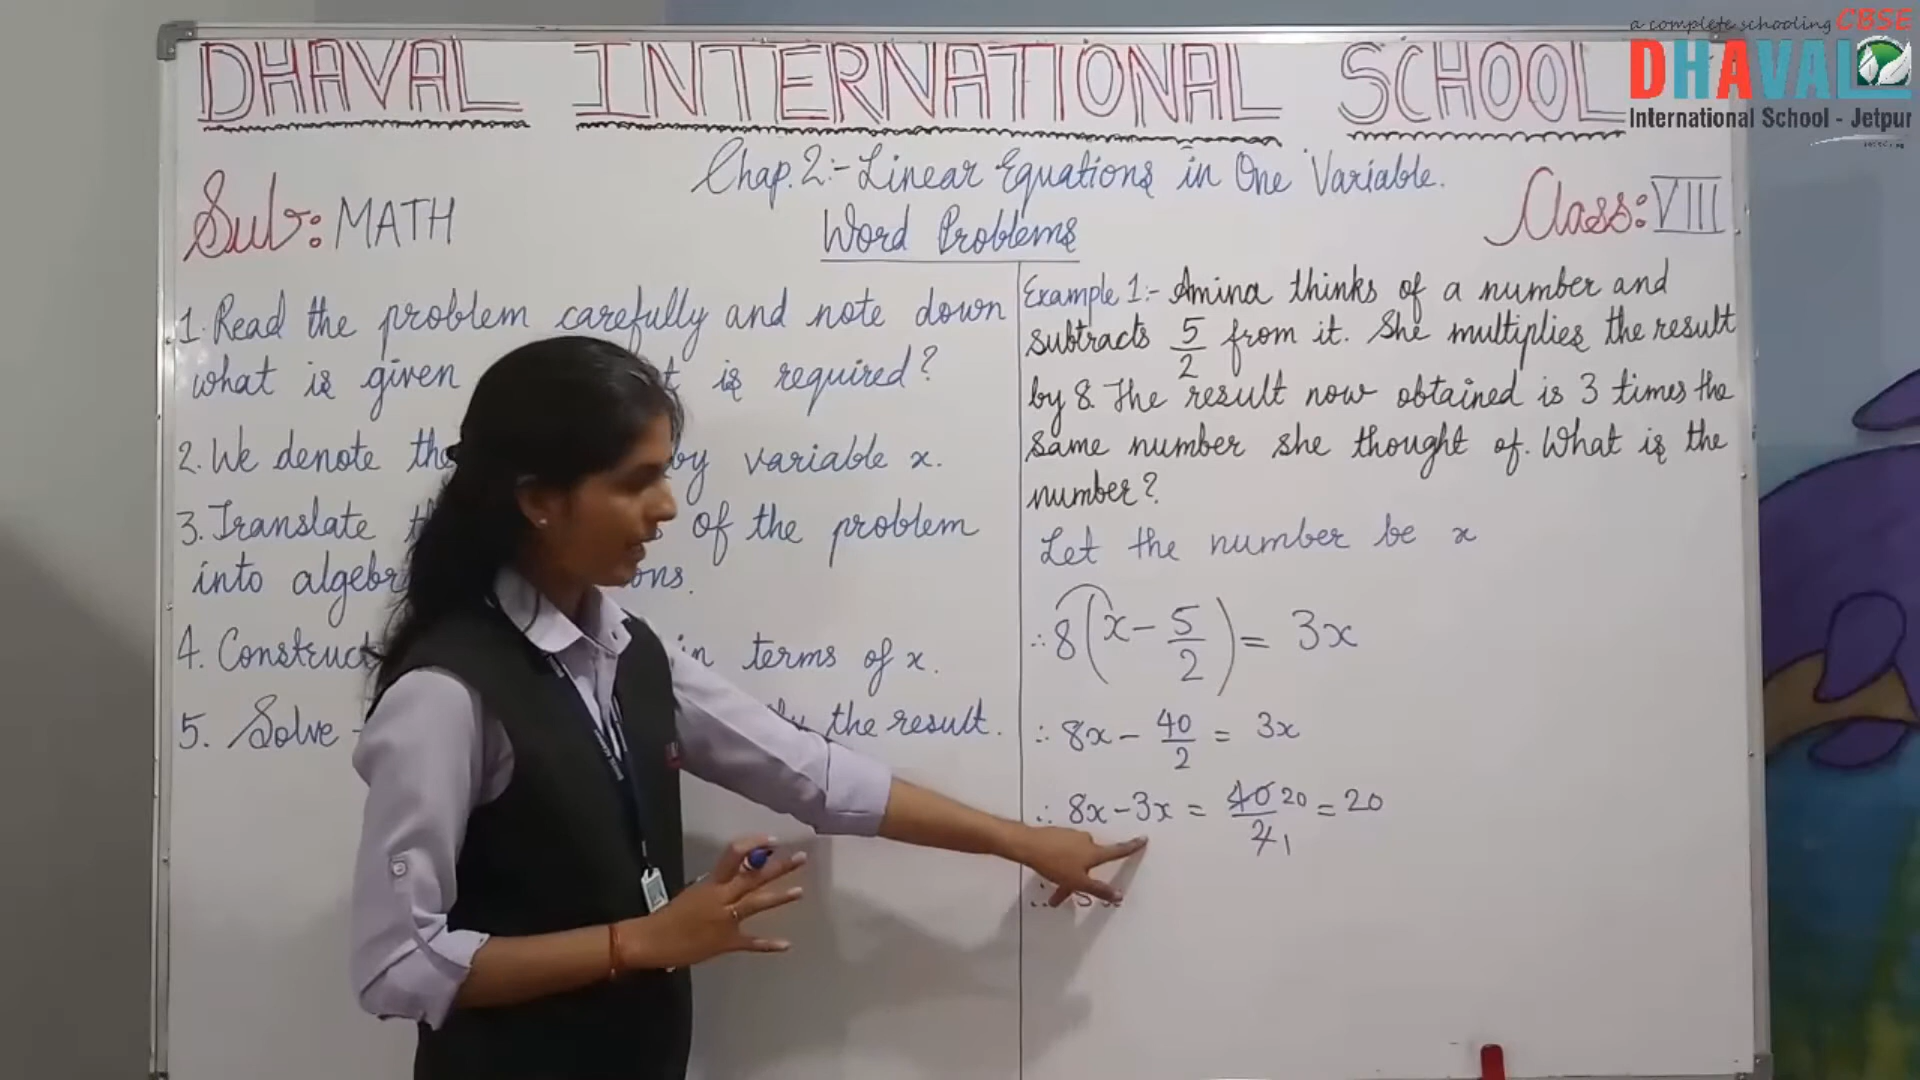 DHAVAL INTERNATIONAL SCHOOL
a complete schooling CBSE
DHAVAL
International School - Jetpur
Chap. 2:- Linear Equations in One Variable.
Sub: MATH
Class: VIII
Word Problems
1. Read the problem carefully and note down
what is given is required?
2. We denote the by variable x.
3. Translate of the problem
into
4. Construct in terms of x.
5. Solve the result.
Example 1:- Amina thinks of a number and
subtracts 5/2 from it. She multiplies the result
by 8. The result now obtained is 3 times the
same number she thought of. What is the
number?
Let the number be x
∴ 8(x - 5/2) = 3x
∴ 8x - 40/2 = 3x
∴ 8x - 3x = 40 20/2 1 = 20
∴ 5x